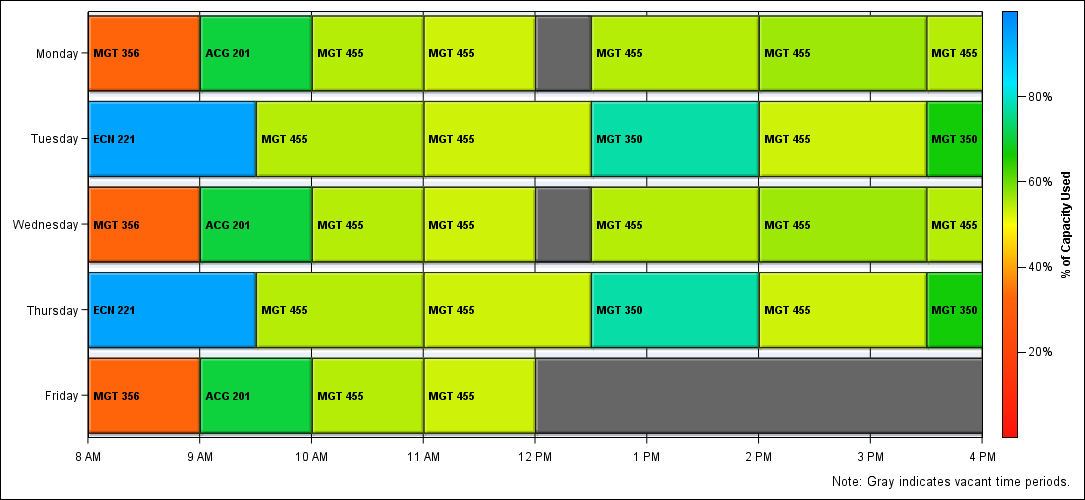 Monday MGT 356 ACG 201 MGT 455 MGT 455 MGT 455 MGT 455 MGT 455
Tuesday ECN 221 MGT 455 MGT 455 MGT 350 MGT 455 MGT 350
Wednesday MGT 356 ACG 201 MGT 455 MGT 455 MGT 455 MGT 455 MGT 455
Thursday ECN 221 MGT 455 MGT 455 MGT 350 MGT 455 MGT 350
Friday MGT 356 ACG 201 MGT 455 MGT 455
8 AM 9 AM 10 AM 11 AM 12 PM 1 PM 2 PM 3 PM 4 PM
80%
60%
40%
20%
% of Capacity Used
Note: Gray indicates vacant time periods.